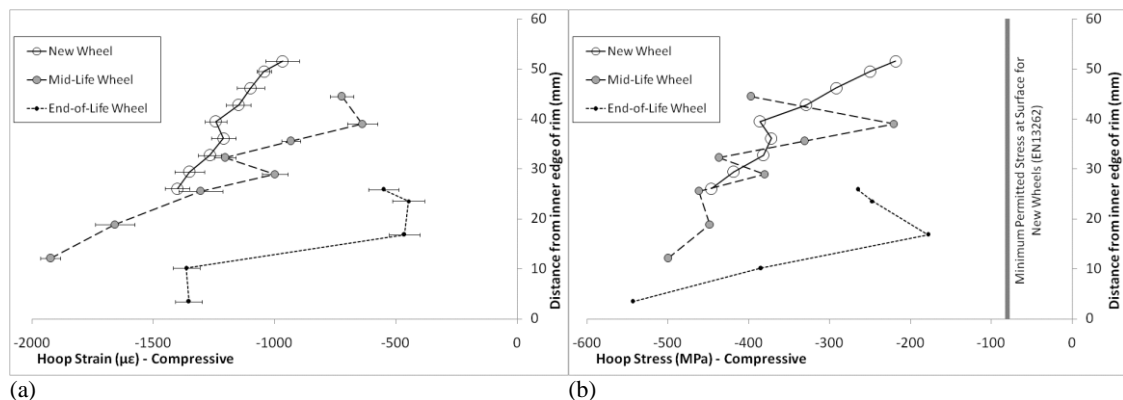 New Wheel
Mid-Life Wheel
End-of-Life Wheel
60
50
40
30
20
10
0
Distance from inner edge of rim (mm)
-2000
-1500
-1000
-500
0
Hoop Strain (με) - Compressive
(a)
New Wheel
Mid-Life Wheel
End-of-Life Wheel
Minimum Permitted Stress at Surface for
New Wheels (EN13262)
60
50
40
30
20
10
0
Distance from inner edge of rim (mm)
-600
-500
-400
-300
-200
-100
0
Hoop Stress (MPa) - Compressive
(b)